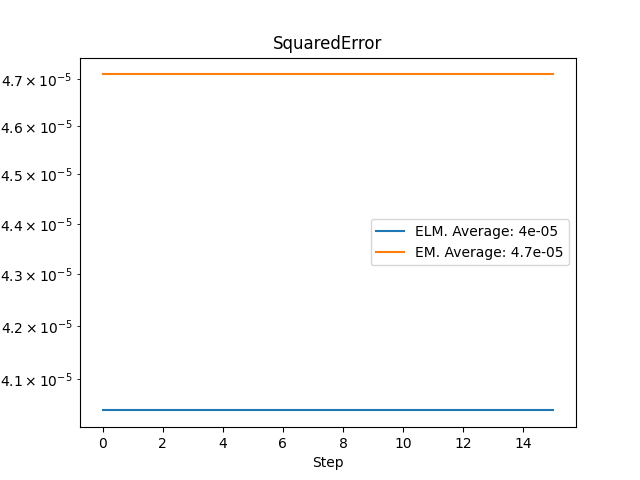 SquaredError
4.7 × 10⁻⁵
4.6 × 10⁻⁵
4.5 × 10⁻⁵
4.4 × 10⁻⁵
4.3 × 10⁻⁵
4.2 × 10⁻⁵
4.1 × 10⁻⁵
ELM. Average: 4e-05
EM. Average: 4.7e-05
0 2 4 6 8 10 12 14
Step